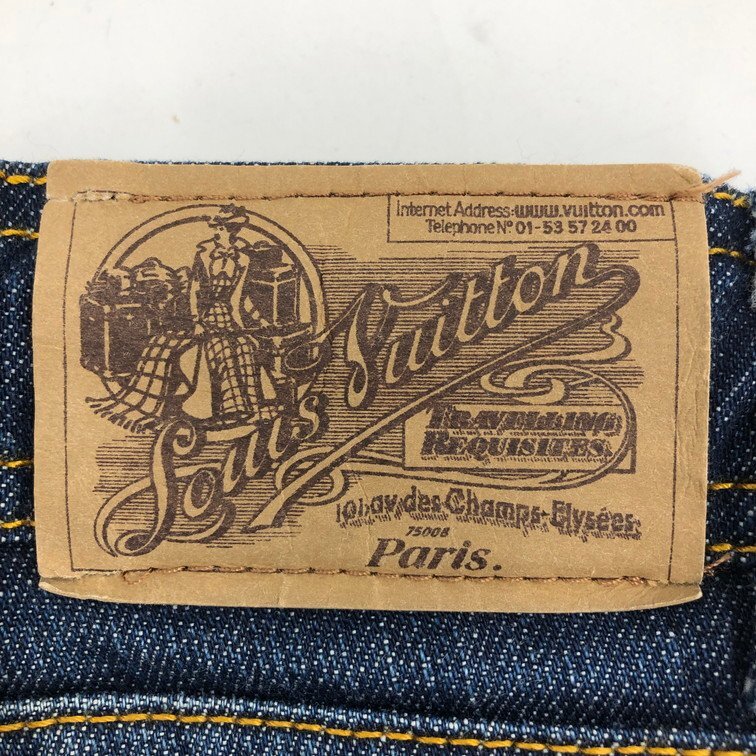 Internet Address:www.vuitton.com
Telephone N° 01-53 57 24 00
Louis Vuitton
TRAVELLING
REQUISITES.
101, av. des Champs-Elysées.
75008
Paris.